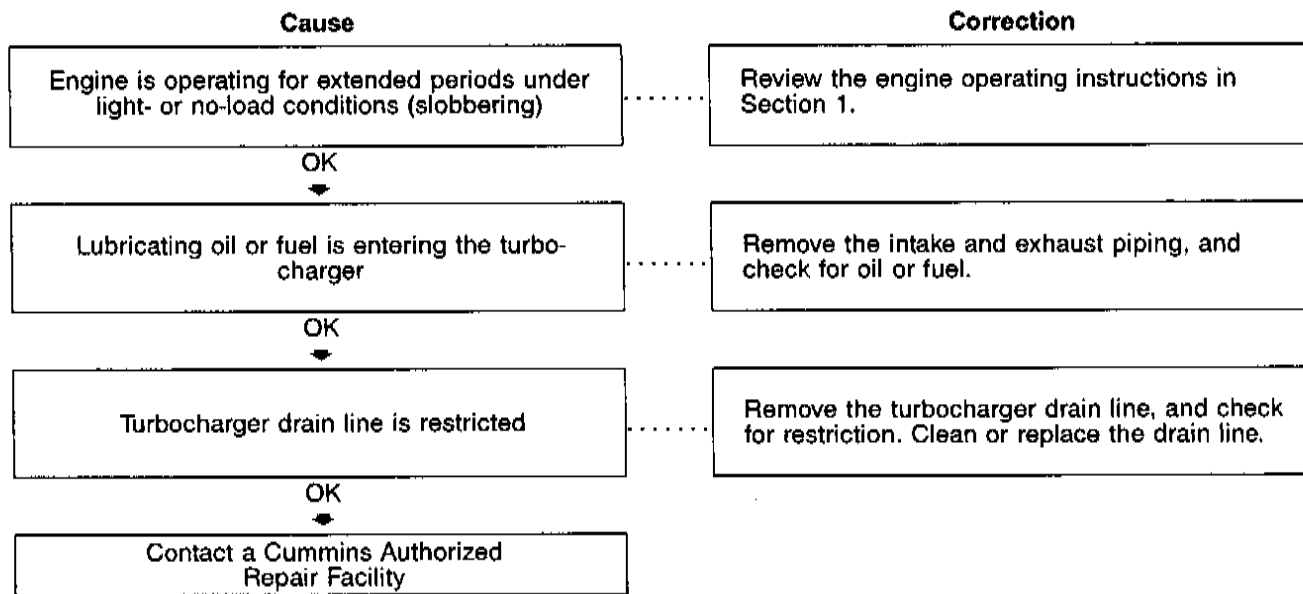 Cause
Correction
Engine is operating for extended periods under
light- or no-load conditions (slobbering)
Review the engine operating instructions in
Section 1.
OK
Lubricating oil or fuel is entering the turbo-
charger
Remove the intake and exhaust piping, and
check for oil or fuel.
OK
Turbocharger drain line is restricted
Remove the turbocharger drain line, and check
for restriction. Clean or replace the drain line.
OK
Contact a Cummins Authorized
Repair Facility